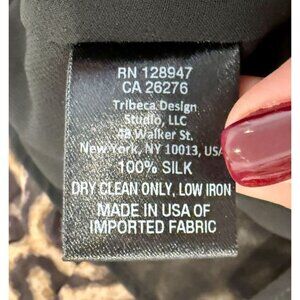 RN 128947
CA 26276
Tribeca Design
Studio, LLC
48 Walker St.
New York, NY 10013, USA
100% SILK
DRY CLEAN ONLY, LOW IRON
MADE IN USA OF
IMPORTED FABRIC